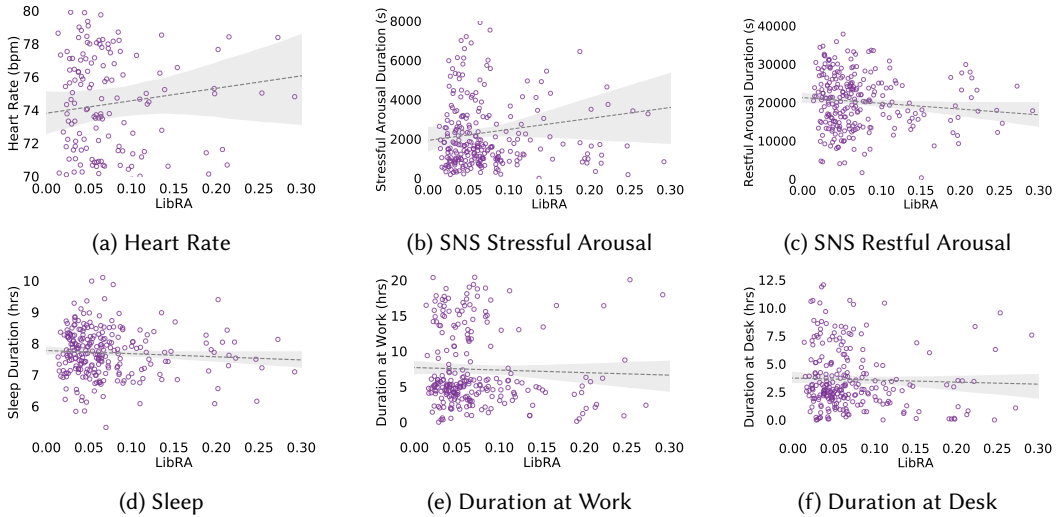 Heart Rate (bpm)
80
78
76
74
72
70
0.00 0.05 0.10 0.15 0.20 0.25 0.30
LibRA
(a) Heart Rate
Stressful Arousal Duration (s)
8000
6000
4000
2000
0
0.00 0.05 0.10 0.15 0.20 0.25 0.30
LibRA
(b) SNS Stressful Arousal
Restful Arousal Duration (s)
40000
30000
20000
10000
0
0.00 0.05 0.10 0.15 0.20 0.25 0.30
LibRA
(c) SNS Restful Arousal
Sleep Duration (hrs)
10
9
8
7
6
0.00 0.05 0.10 0.15 0.20 0.25 0.30
LibRA
(d) Sleep
Duration at Work (hrs)
20
15
10
5
0
0.00 0.05 0.10 0.15 0.20 0.25 0.30
LibRA
(e) Duration at Work
Duration at Desk (hrs)
12.5
10.0
7.5
5.0
2.5
0.0
0.00 0.05 0.10 0.15 0.20 0.25 0.30
LibRA
(f) Duration at Desk